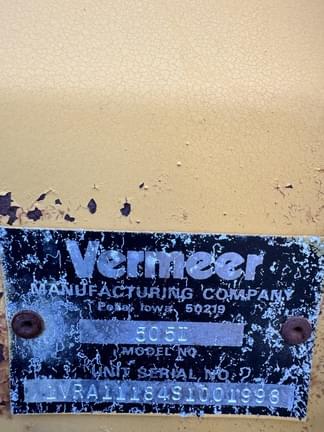 Vermeer
MANUFACTURING COMPANY
Pella, Iowa 50219
505I
MODEL NO.
UNIT SERIAL NO.
1VRA11184S1001998